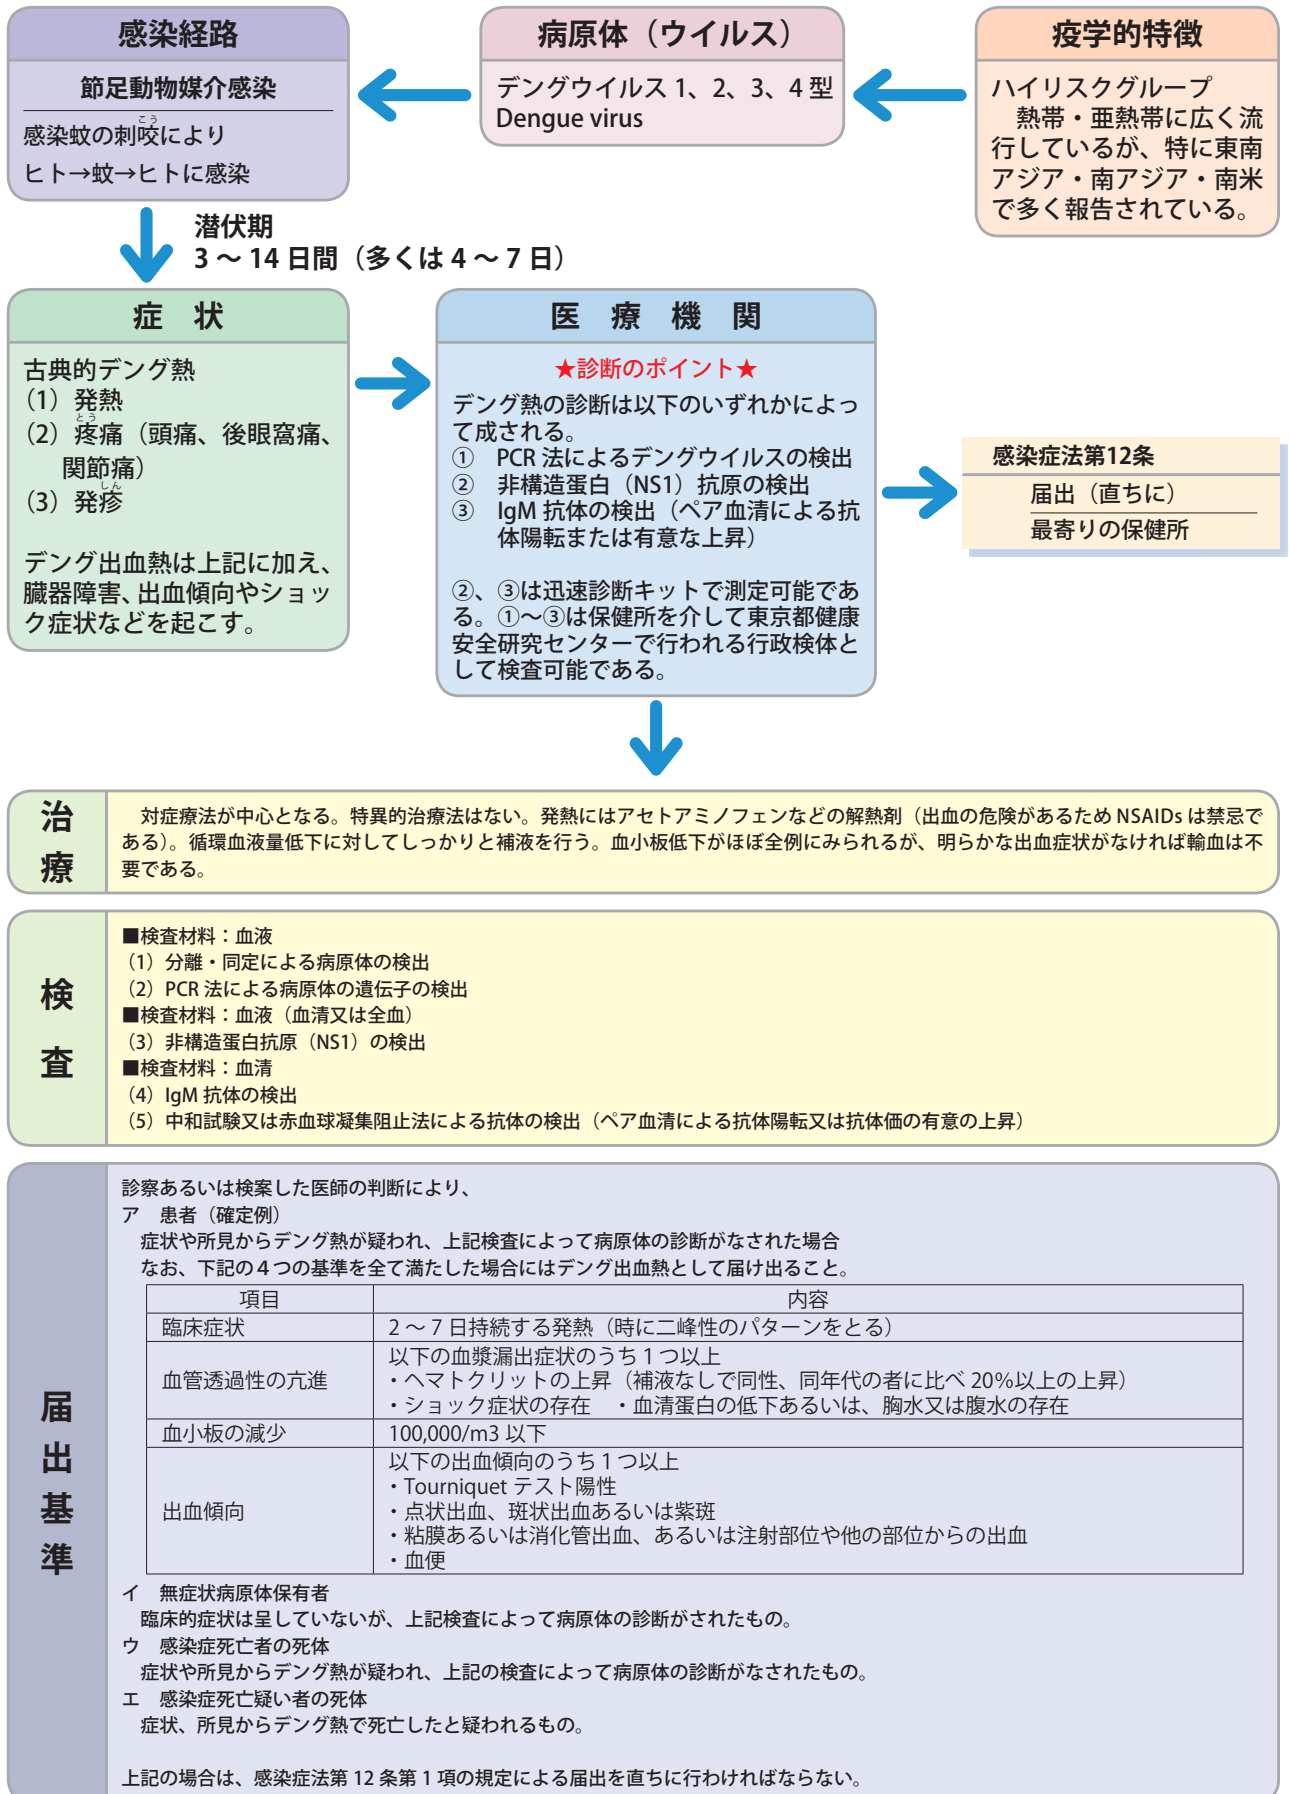 感染経路
節足動物媒介感染
感染蚊の刺咬により
こう
ヒト→蚊→ヒトに感染
病原体（ウイルス）
デングウイルス 1、2、3、4 型
Dengue virus
疫学的特徴
ハイリスクグループ
熱帯・亜熱帯に広く流
行しているが、特に東南
アジア・南アジア・南米
で多く報告されている。
潜伏期
3 ～ 14 日間（多くは 4 ～ 7 日）
症　状
古典的デング熱
（1）発熱
（2）疼痛（頭痛、後眼窩痛、
とう
関節痛）
（3）発疹
しん
デング出血熱は上記に加え、
臓器障害、出血傾向やショッ
ク症状などを起こす。
医　療　機　関
★診断のポイント★
デング熱の診断は以下のいずれかによっ
て成される。
①　PCR 法によるデングウイルスの検出
②　非構造蛋白（NS1）抗原の検出
③　IgM 抗体の検出（ペア血清による抗
体陽転または有意な上昇）
②、③は迅速診断キットで測定可能であ
る。①～③は保健所を介して東京都健康
安全研究センターで行われる行政検体と
して検査可能である。
感染症法第12条
届出（直ちに）
最寄りの保健所
治療
対症療法が中心となる。特異的治療法はない。発熱にはアセトアミノフェンなどの解熱剤（出血の危険があるため NSAIDs は禁忌で
ある）。循環血液量低下に対してしっかりと補液を行う。血小板低下がほぼ全例にみられるが、明らかな出血症状がなければ輸血は不
要である。
検査
■検査材料：血液
（1）分離・同定による病原体の検出
（2）PCR 法による病原体の遺伝子の検出
■検査材料：血液（血清又は全血）
（3）非構造蛋白抗原（NS1）の検出
■検査材料：血清
（4）IgM 抗体の検出
（5）中和試験又は赤血球凝集阻止法による抗体の検出（ペア血清による抗体陽転又は抗体価の有意の上昇）
届出基準
診察あるいは検案した医師の判断により、
ア　患者（確定例）
症状や所見からデング熱が疑われ、上記検査によって病原体の診断がなされた場合
なお、下記の４つの基準を全て満たした場合にはデング出血熱として届け出ること。
項目　内容
臨床症状　2 ～ 7 日持続する発熱（時に二峰性のパターンをとる）
血管透過性の亢進　以下の血漿漏出症状のうち 1 つ以上
・ヘマトクリットの上昇（補液なしで同性、同年代の者に比べ 20%以上の上昇）
・ショック症状の存在　・血清蛋白の低下あるいは、胸水又は腹水の存在
血小板の減少　100,000/m3 以下
出血傾向　以下の出血傾向のうち 1 つ以上
・Tourniquet テスト陽性
・点状出血、斑状出血あるいは紫斑
・粘膜あるいは消化管出血、あるいは注射部位や他の部位からの出血
・血便
イ　無症状病原体保有者
臨床的症状は呈していないが、上記検査によって病原体の診断がされたもの。
ウ　感染症死亡者の死体
症状や所見からデング熱が疑われ、上記の検査によって病原体の診断がなされたもの。
エ　感染症死亡疑い者の死体
症状、所見からデング熱で死亡したと疑われるもの。
上記の場合は、感染症法第 12 条第 1 項の規定による届出を直ちに行わければならない。